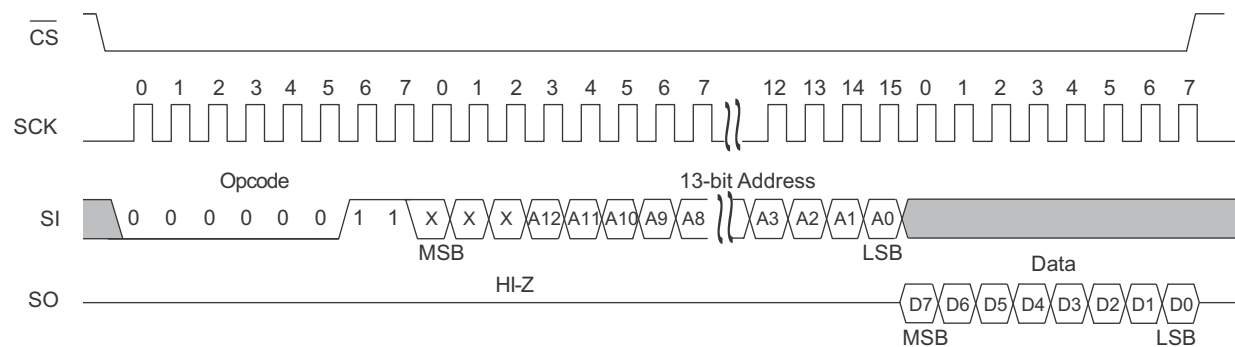 CS
0 1 2 3 4 5 6 7 0 1 2 3 4 5 6 7 12 13 14 15 0 1 2 3 4 5 6 7
SCK
Opcode 13-bit Address
SI 0 0 0 0 0 0 1 1 X X X A12 A11 A10 A9 A8 A3 A2 A1 A0
MSB LSB
HI-Z Data
SO D7 D6 D5 D4 D3 D2 D1 D0
MSB LSB